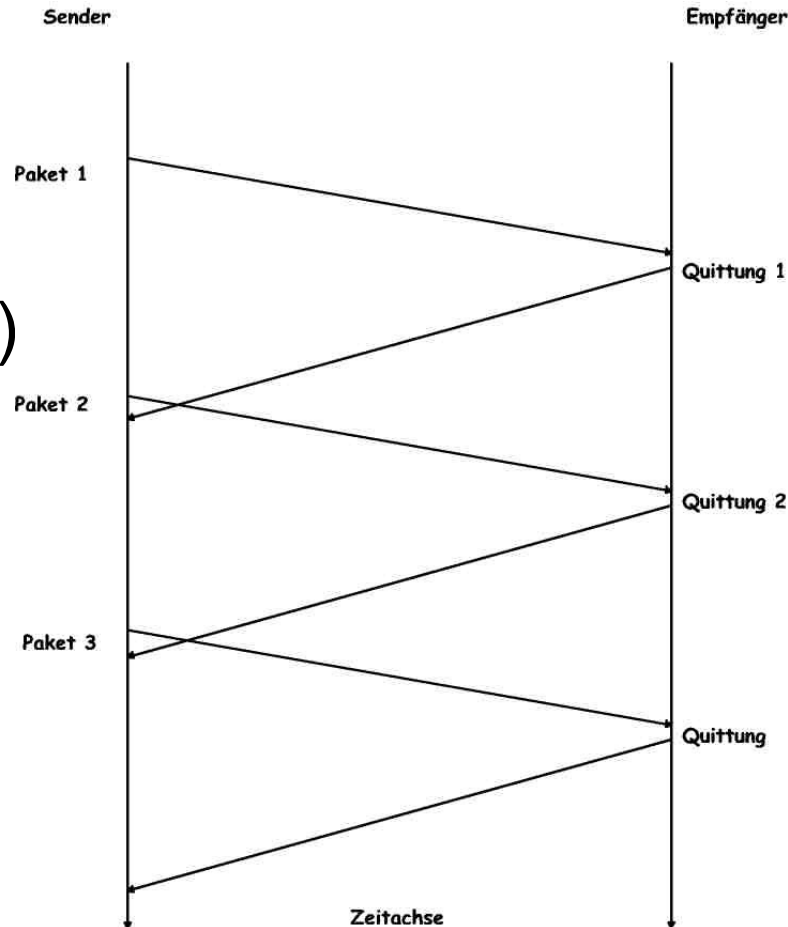 Sender
Empfänger
Paket 1
Quittung 1
)
Paket 2
Quittung 2
Paket 3
Quittung
Zeitachse